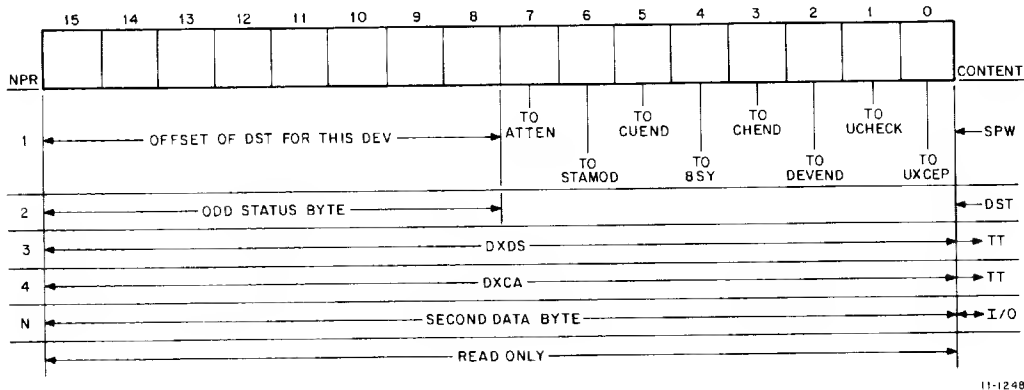 15 14 13 12 11 10 9 8 7 6 5 4 3 2 1 0
NPR CONTENT
TO ATTEN TO CUEND TO CHEND TO UCHECK
1 OFFSET OF DST FOR THIS DEV SPW
TO STAMOD TO BSY TO DEVEND TO UXCEP
2 ODD STATUS BYTE DST
3 DXDS TT
4 DXCA TT
N SECOND DATA BYTE I/O
READ ONLY
11-1248